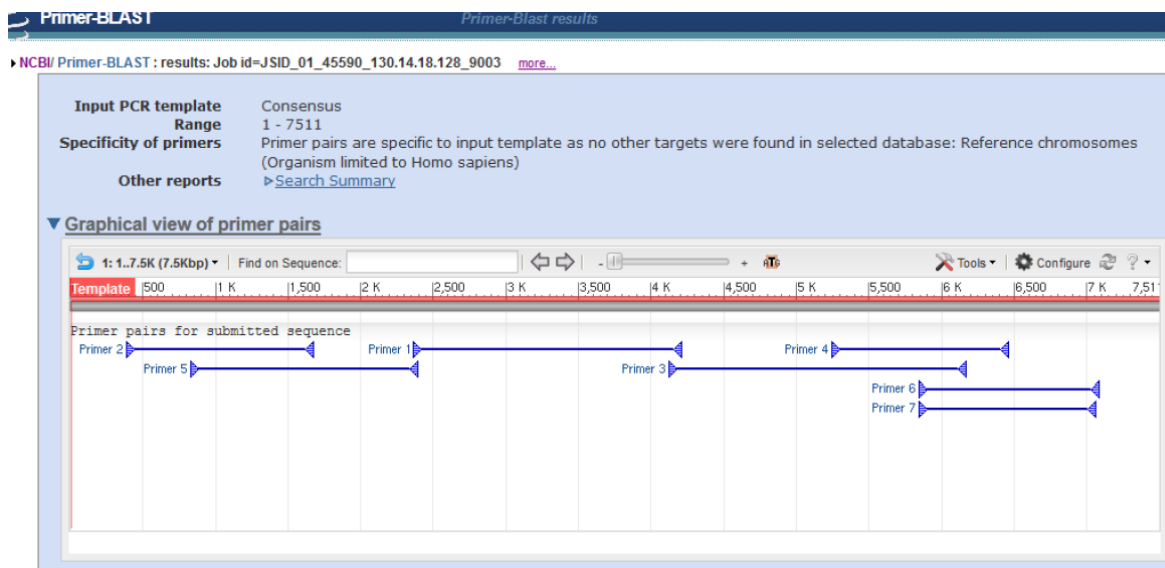 Primer-BLAST Primer-Blast results
NCBI/ Primer-BLAST : results: Job id=JSID_01_45590_130.14.18.128_9003 more...
Input PCR template Consensus
Range 1 - 7511
Specificity of primers Primer pairs are specific to input template as no other targets were found in selected database: Reference chromosomes
(Organism limited to Homo sapiens)
Other reports Search Summary
Graphical view of primer pairs
1: 1..7.5K (7.5Kbp) Find on Sequence: - + ATG Tools Configure ?
Template 500 1 K 1,500 2 K 2,500 3 K 3,500 4 K 4,500 5 K 5,500 6 K 6,500 7 K 7,511
Primer pairs for submitted sequence
Primer 2 Primer 1 Primer 4
Primer 5 Primer 3
Primer 6
Primer 7